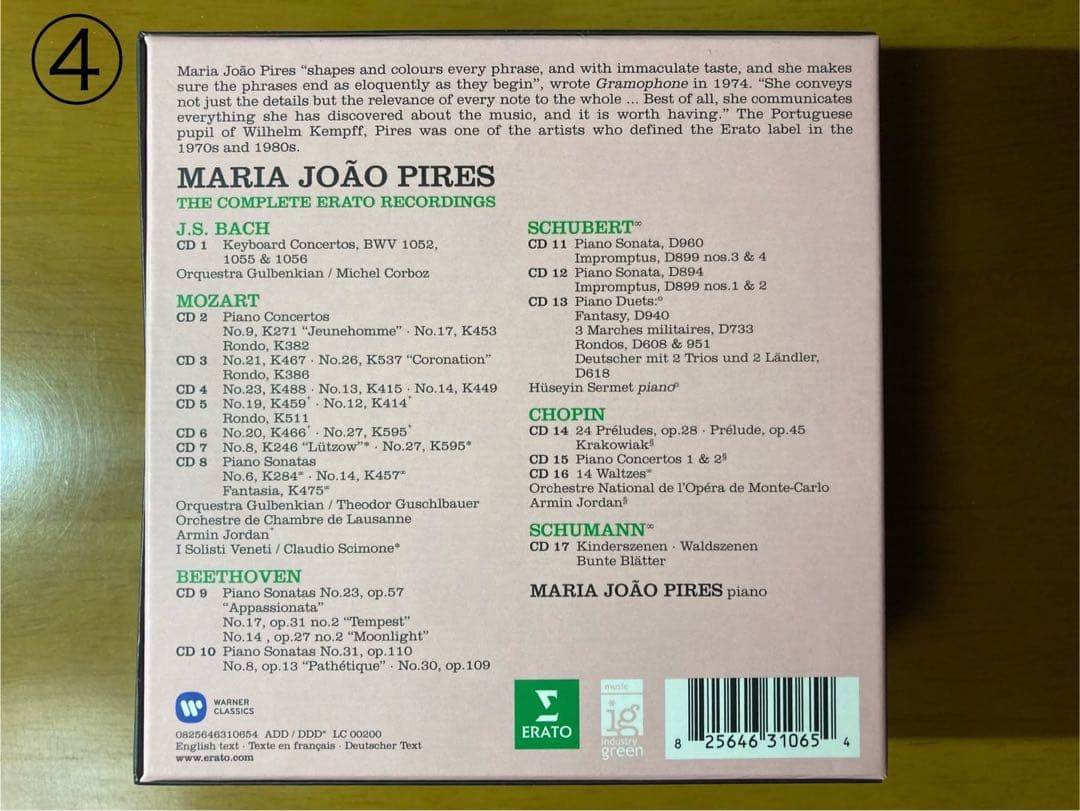 ④
Maria João Pires “shapes and colours every phrase, and with immaculate taste, and she makes
sure the phrases end as eloquently as they begin”, wrote Gramophone in 1974. “She conveys
not just the details but the relevance of every note to the whole ... Best of all, she communicates
everything she has discovered about the music, and it is worth having.” The Portuguese
pupil of Wilhelm Kempff, Pires was one of the artists who defined the Erato label in the
1970s and 1980s.
MARIA JOÃO PIRES
THE COMPLETE ERATO RECORDINGS
J.S. BACH
CD 1 Keyboard Concertos, BWV 1052,
1055 & 1056
Orquestra Gulbenkian / Michel Corboz
MOZART
CD 2 Piano Concertos
No.9, K271 “Jeunehomme” · No.17, K453
Rondo, K382
CD 3 No.21, K467 · No.26, K537 “Coronation”
Rondo, K386
CD 4 No.23, K488 · No.13, K415 · No.14, K449
CD 5 No.19, K459⁺ · No.12, K414⁺
Rondo, K511
CD 6 No.20, K466⁺ · No.27, K595⁺
CD 7 No.8, K246 “Lützow”* · No.27, K595*
CD 8 Piano Sonatas
No.6, K284∞ · No.14, K457∞
Fantasia, K475∞
Orquestra Gulbenkian / Theodor Guschlbauer
Orchestre de Chambre de Lausanne
Armin Jordan⁺
I Solisti Veneti / Claudio Scimone*
BEETHOVEN
CD 9 Piano Sonatas No.23, op.57
“Appassionata”
No.17, op.31 no.2 “Tempest”
No.14 , op.27 no.2 “Moonlight”
CD 10 Piano Sonatas No.31, op.110
No.8, op.13 “Pathétique” · No.30, op.109
SCHUBERT∞
CD 11 Piano Sonata, D960
Impromptus, D899 nos.3 & 4
CD 12 Piano Sonata, D894
Impromptus, D899 nos.1 & 2
CD 13 Piano Duets:º
Fantasy, D940
3 Marches militaires, D733
Rondos, D608 & 951
Deutscher mit 2 Trios und 2 Ländler,
D618
Hüseyin Sermet pianoº
CHOPIN
CD 14 24 Préludes, op.28 · Prélude, op.45
Krakowiak§
CD 15 Piano Concertos 1 & 2§
CD 16 14 Waltzes∞
Orchestre National de l’Opéra de Monte-Carlo
Armin Jordan§
SCHUMANN∞
CD 17 Kinderszenen · Waldszenen
Bunte Blätter
MARIA JOÃO PIRES piano
WARNER
CLASSICS
0825646310654 ADD / DDD∞ LC 00200
English text · Texte en français · Deutscher Text
www.erato.com
ERATO
music
ig
industry
green
8 25646 31065 4